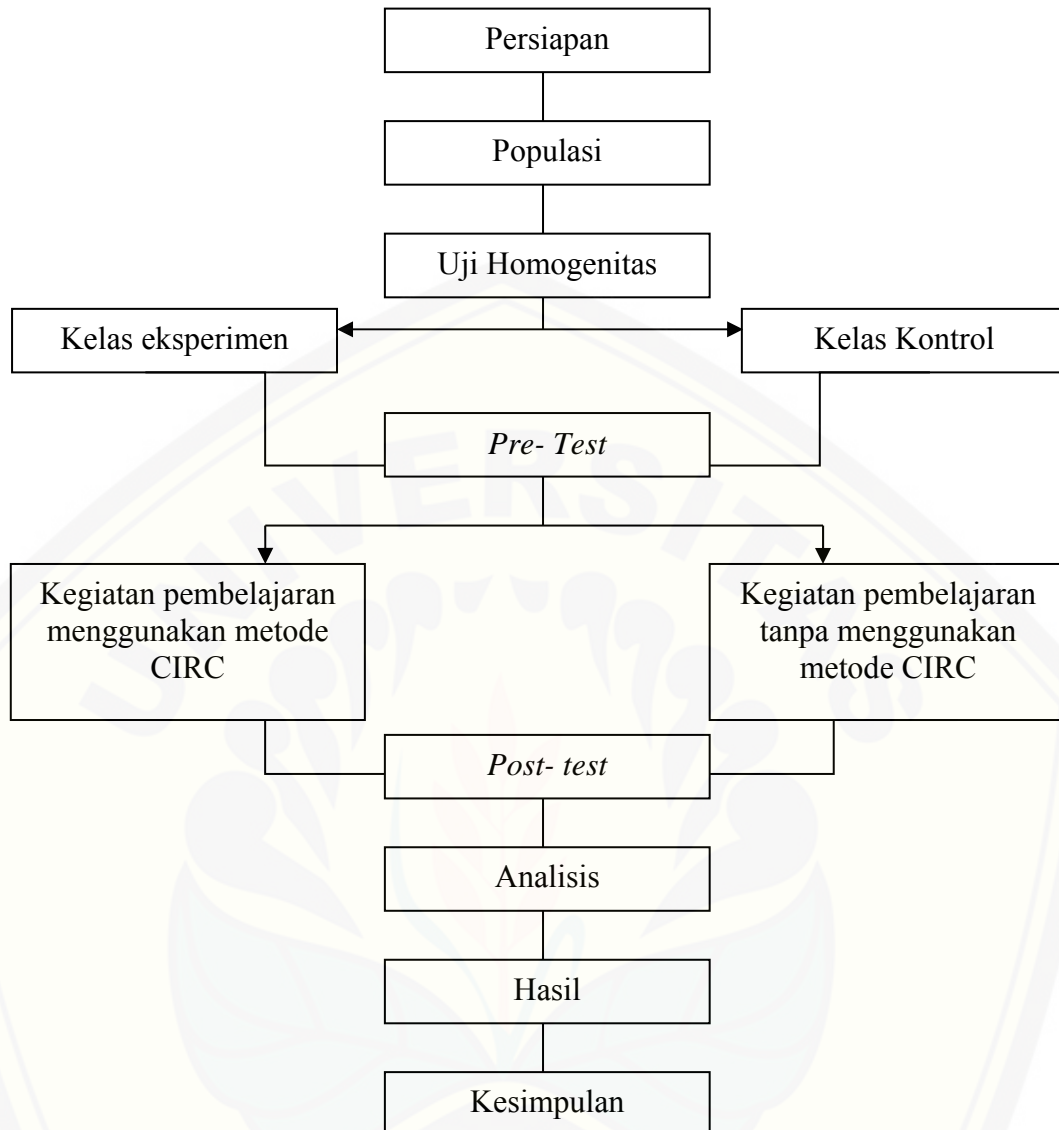 Persiapan
Populasi
Uji Homogenitas
Kelas eksperimen
Kelas Kontrol
Pre- Test
Kegiatan pembelajaran
menggunakan metode
CIRC
Kegiatan pembelajaran
tanpa menggunakan
metode CIRC
Post- test
Analisis
Hasil
Kesimpulan
UNIVERSITAS